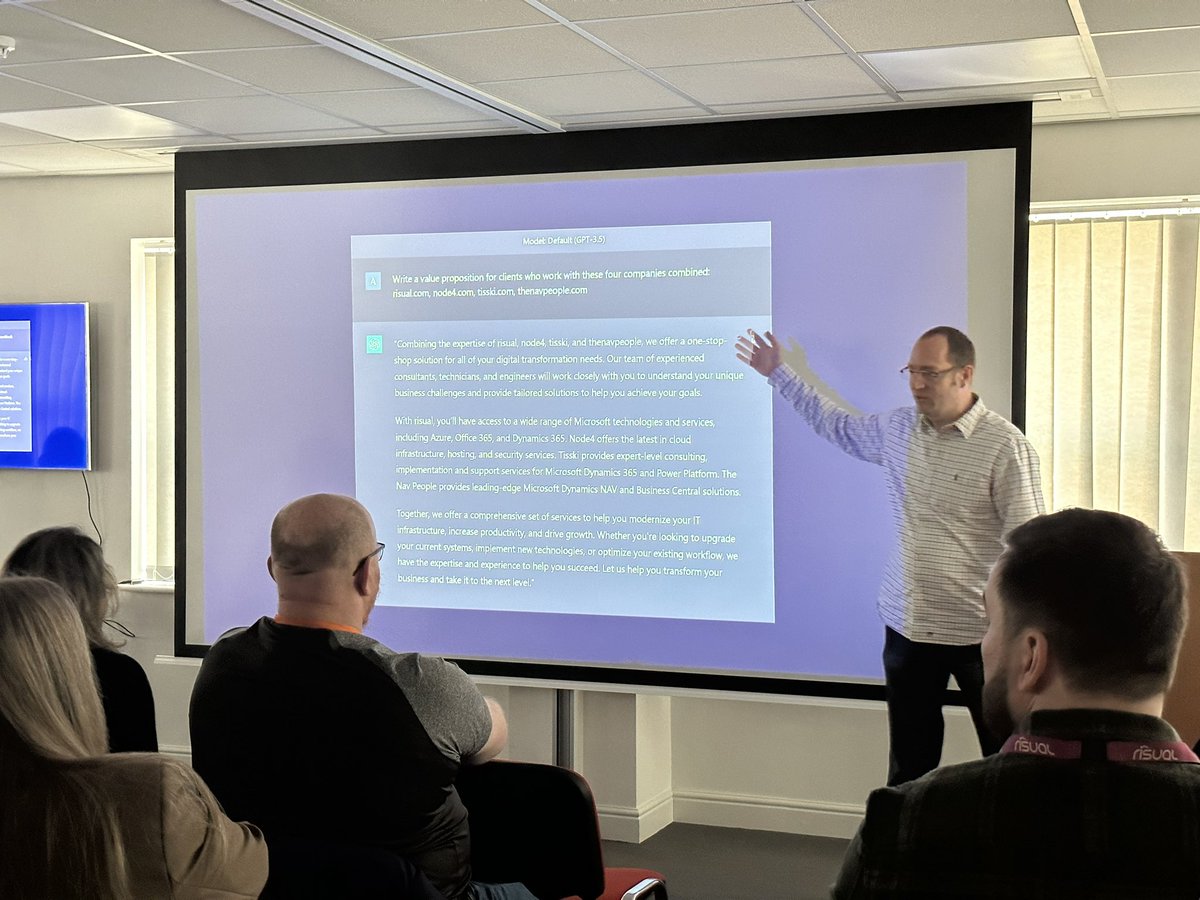 Model: Default (GPT-3.5)
A
Write a value proposition for clients who work with these four companies combined:
risual.com, node4.com, tisski.com, thenavpeople.com
"Combining the expertise of risual, node4, tisski, and thenavpeople, we offer a one-stop-
shop solution for all of your digital transformation needs. Our team of experienced
consultants, technicians, and engineers will work closely with you to understand your unique
business challenges and provide tailored solutions to help you achieve your goals.
With risual, you'll have access to a wide range of Microsoft technologies and services,
including Azure, Office 365, and Dynamics 365. Node4 offers the latest in cloud
infrastructure, hosting, and security services. Tisski provides expert-level consulting,
implementation and support services for Microsoft Dynamics 365 and Power Platform. The
Nav People provides leading-edge Microsoft Dynamics NAV and Business Central solutions.
Together, we offer a comprehensive set of services to help you modernize your IT
infrastructure, increase productivity, and drive growth. Whether you're looking to upgrade
your current systems, implement new technologies, or optimize your existing workflow, we
have the expertise and experience to help you succeed. Let us help you transform your
business and take it to the next level."
risual risual